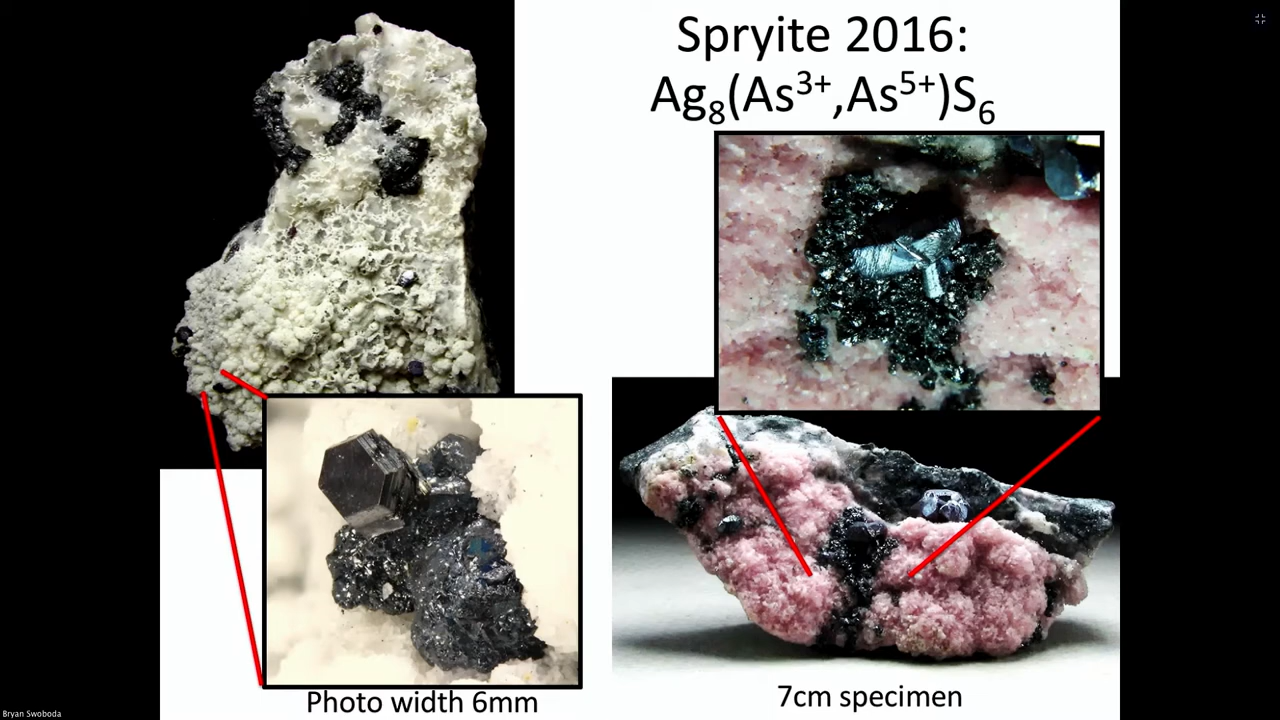 Spryite 2016:
Ag₈(As³⁺,As⁵⁺)S₆
Photo width 6mm
7cm specimen
Bryan Swoboda